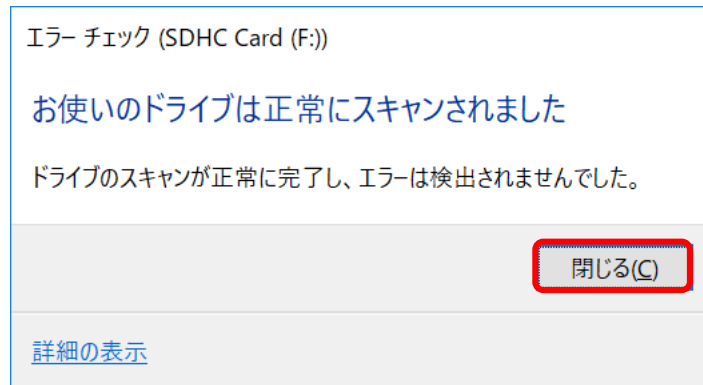 エラー チェック (SDHC Card (F:))
お使いのドライブは正常にスキャンされました
ドライブのスキャンが正常に完了し、エラーは検出されませんでした。
閉じる(C)
詳細の表示